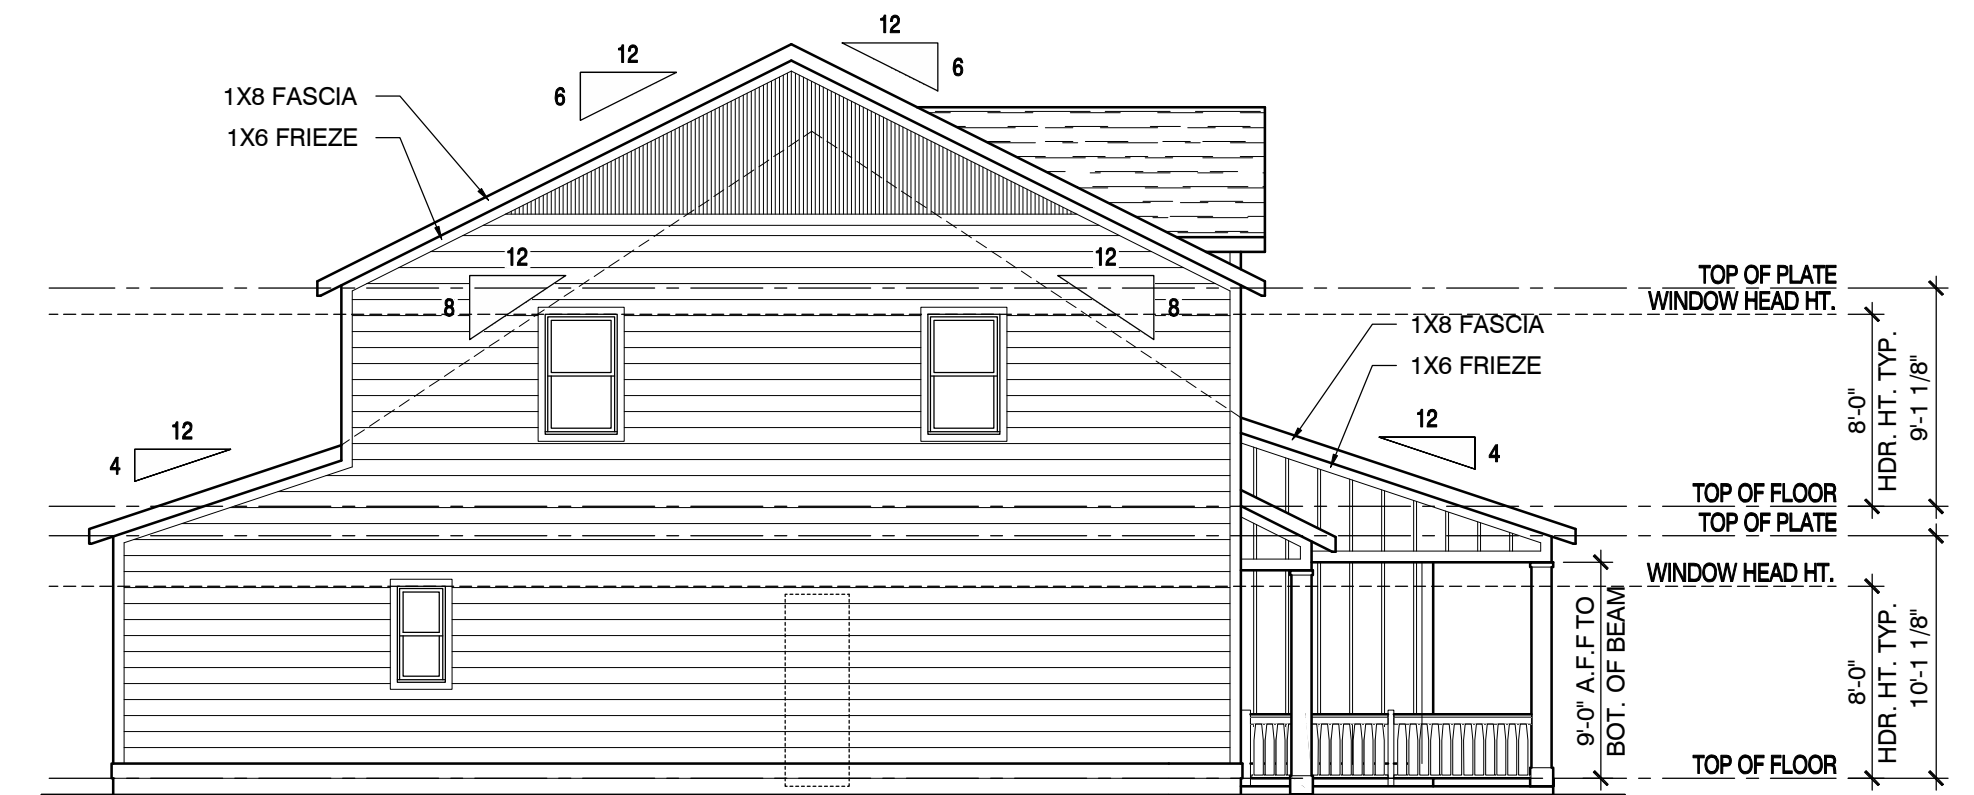 12
12
6
6
1X8 FASCIA
1X6 FRIEZE
12
12
8
8
TOP OF PLATE
WINDOW HEAD HT.
1X8 FASCIA
1X6 FRIEZE
8'-0"
HDR. HT. TYP.
9'-1 1/8"
12
4
12
4
TOP OF FLOOR
TOP OF PLATE
WINDOW HEAD HT.
9'-0" A.F.F TO
BOT. OF BEAM
8'-0"
HDR. HT. TYP.
10'-1 1/8"
TOP OF FLOOR